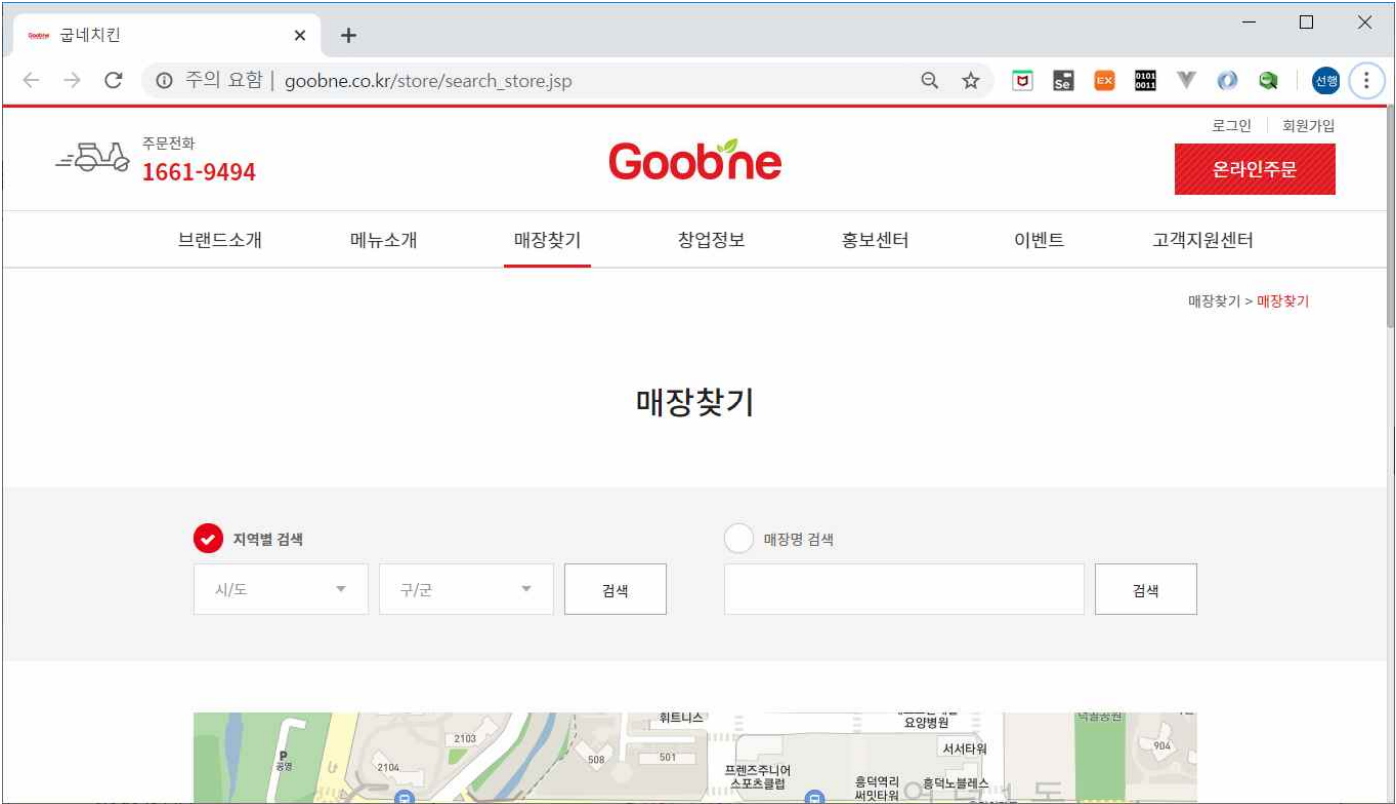 굽네치킨
주의 요함 | goobne.co.kr/store/search_store.jsp
선행
주문전화
1661-9494
Goobne
로그인 | 회원가입
온라인주문
브랜드소개 메뉴소개 매장찾기 창업정보 홍보센터 이벤트 고객지원센터
매장찾기 > 매장찾기
매장찾기
지역별 검색
매장명 검색
시/도 구/군 검색
검색
휘트니스
요양병원
2103
서서타워
904
P
공영
2104
508
501
프렌즈주니어
스포츠클럽
흥덕역리
써밋타워
흥덕노블레스